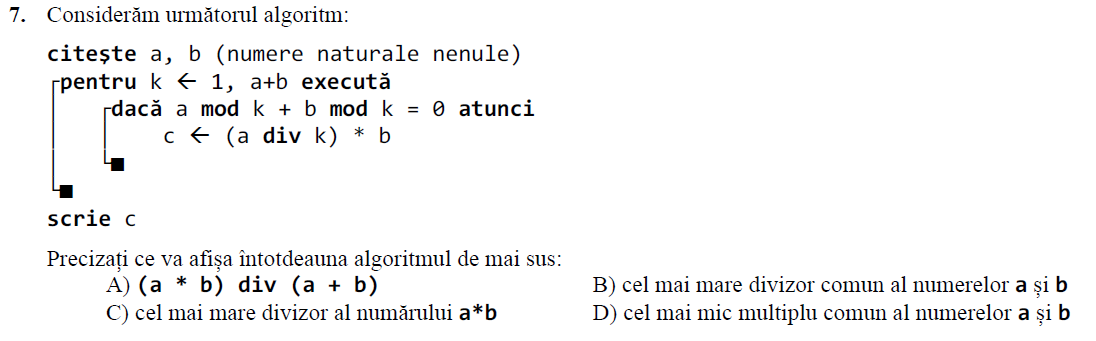 7. Considerăm următorul algoritm:
citește a, b (numere naturale nenule)
pentru k ← 1, a+b execută
dacă a mod k + b mod k = 0 atunci
c ← (a div k) * b
scrie c
Precizați ce va afișa întotdeauna algoritmul de mai sus:
A) (a * b) div (a + b) B) cel mai mare divizor comun al numerelor a și b
C) cel mai mare divizor al numărului a*b D) cel mai mic multiplu comun al numerelor a și b